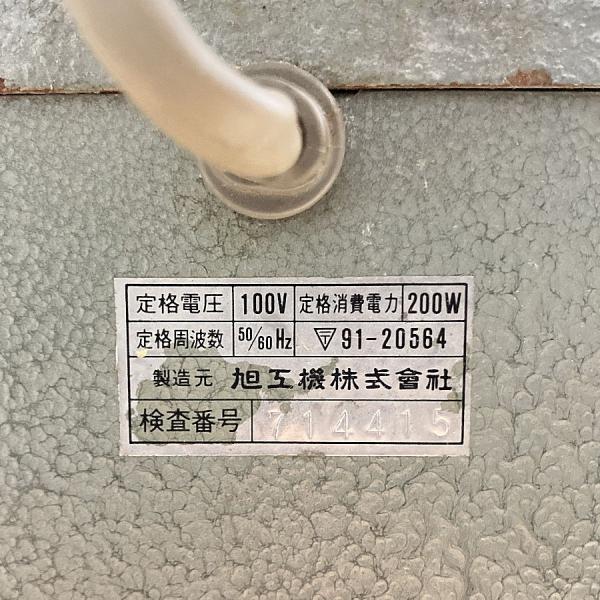 定格電圧 100V 定格消費電力 200W
定格周波数 50/60Hz 〒 91-20564
製造元 旭工機株式會社
検査番号 714415